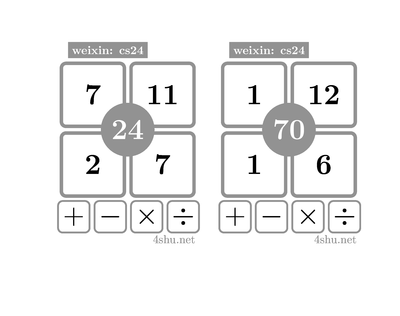 weixin: cs24
7 11
24
2 7
+ − × ÷
4shu.net
weixin: cs24
1 12
70
1 6
+ − × ÷
4shu.net